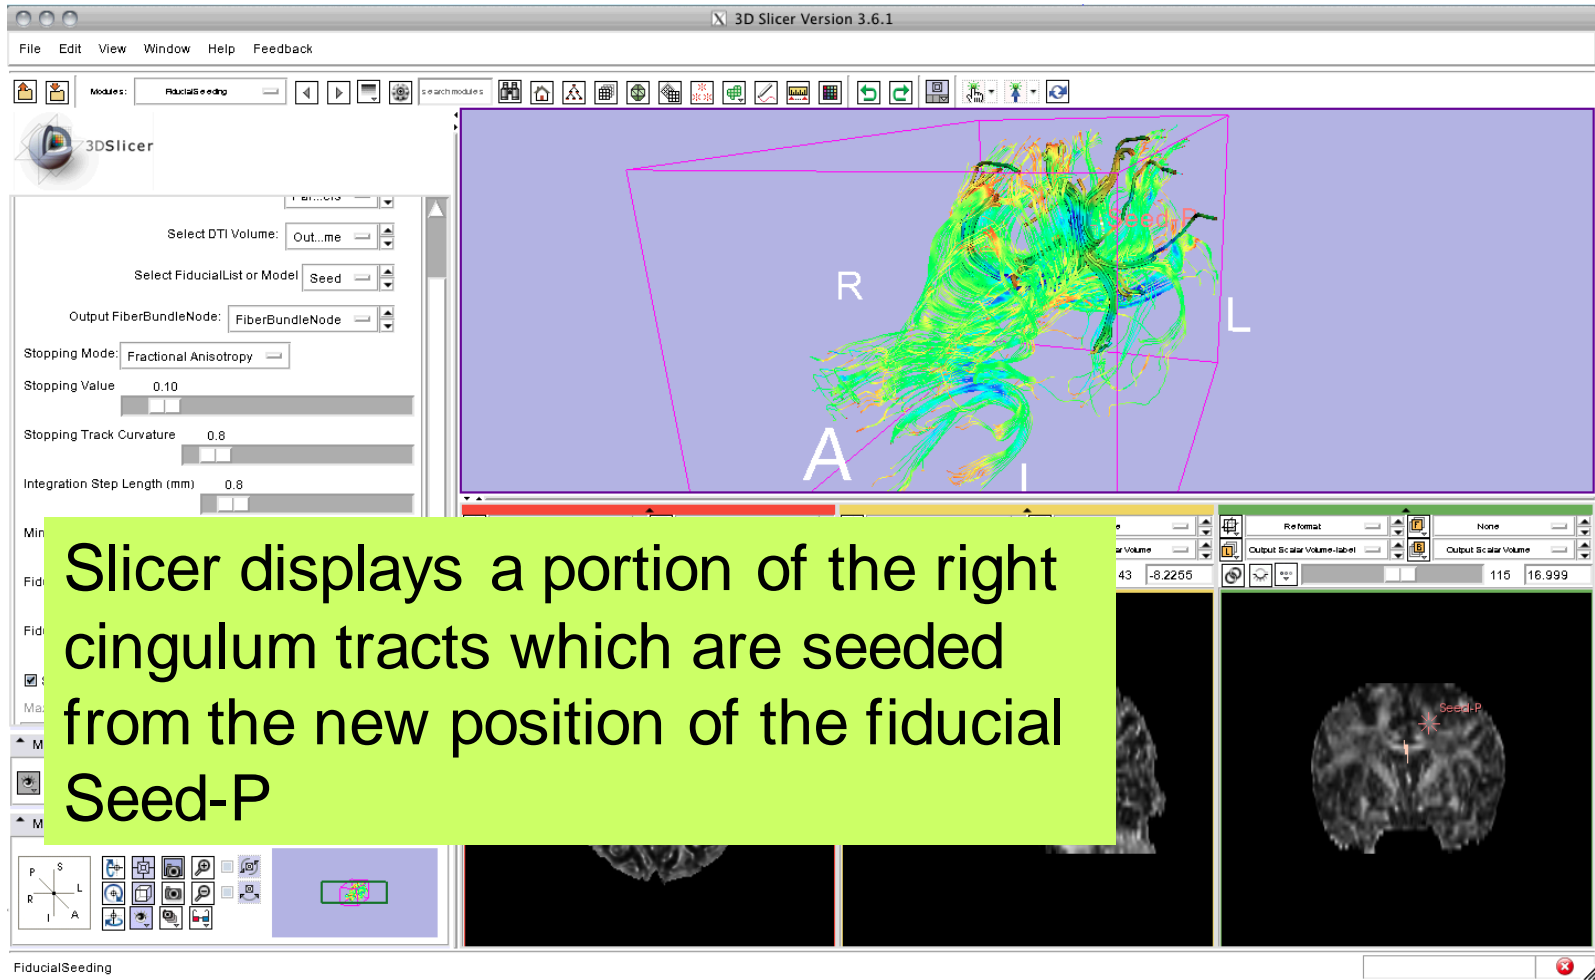 3D Slicer Version 3.6.1
File Edit View Window Help Feedback
Modules: FiducialSeeding search modules
3DSlicer
Select DTI Volume: Out...me
Select FiducialList or Model Seed
Output FiberBundleNode: FiberBundleNode
Stopping Mode: Fractional Anisotropy
Stopping Value 0.10
Stopping Track Curvature 0.8
Integration Step Length (mm) 0.8
R
L
A
I
Seed-P
Slicer displays a portion of the right
cingulum tracts which are seeded
from the new position of the fiducial
Seed-P
43 -8.2255
Reformat None
Output Scalar Volume-label Output Scalar Volume
115 16.999
Seed-P
P S
R L
I A
FiducialSeeding